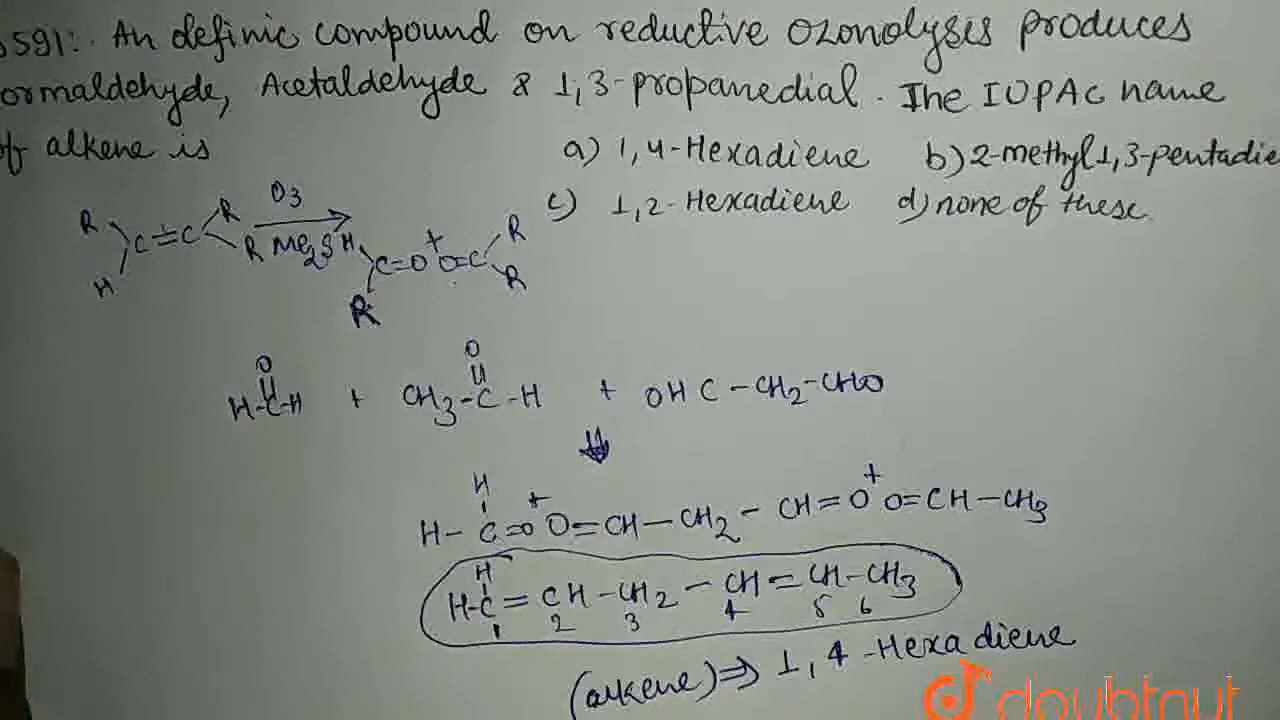 591:. An definic compound on reductive ozonolysis produces
ormaldehyde, Acetaldehyde & 1,3-propanedial. The IUPAC name
of alkene is
a) 1,4-Hexadiene b) 2-methyl 1,3-pentadie
c) 1,2-Hexadiene d) none of these.
R R O3
C=C
H R Me2S H C=O + O=C R
R R
O O
H-C-H + CH3-C-H + OHC-CH2-CHO
H
H-C=O + O=CH-CH2-CH=O + O=CH-CH3
H
H-C=CH-CH2-CH=CH-CH3
1 2 3 4 5 6
(alkene)⇒ 1,4-Hexadiene
doubtnut